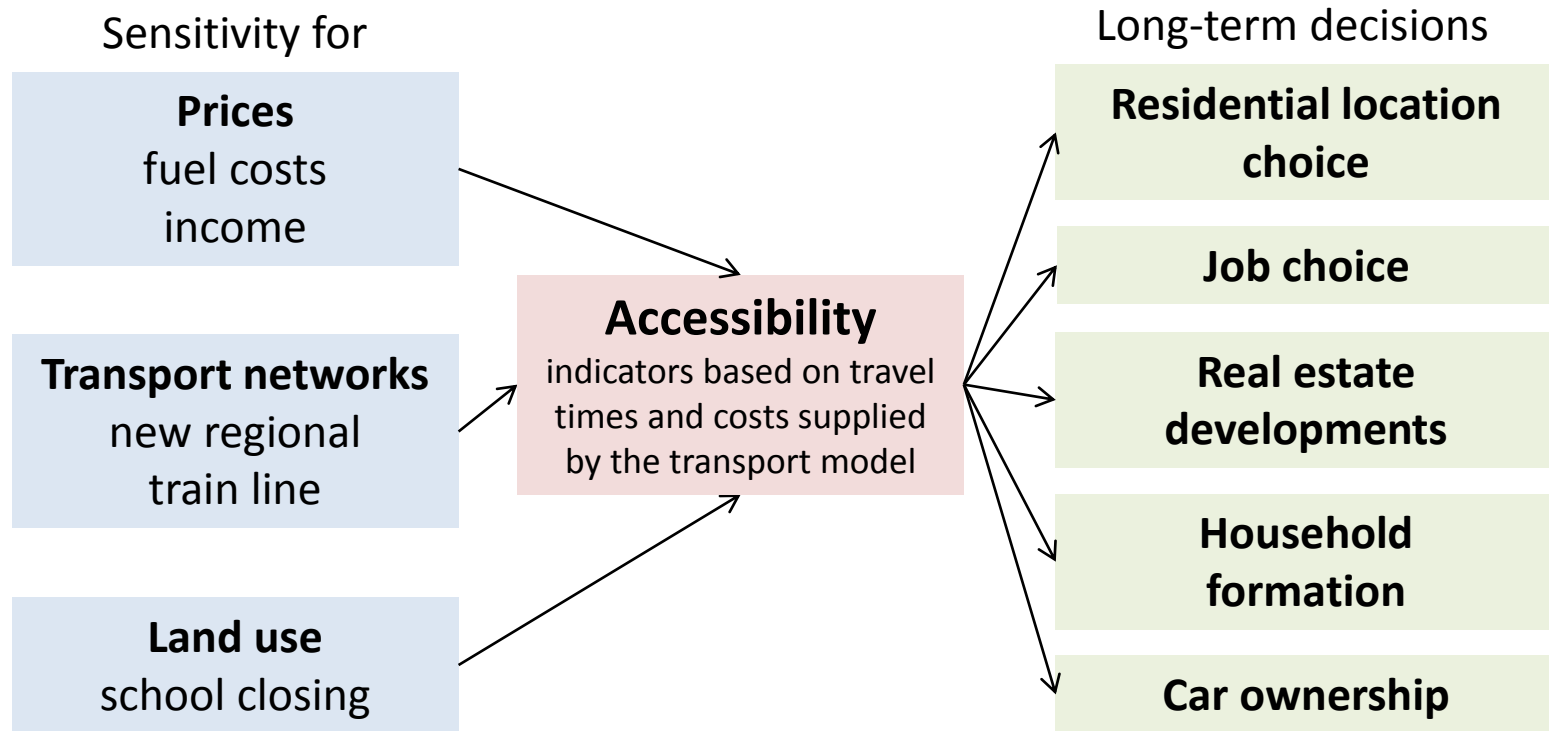 Sensitivity for
Prices
fuel costs
income
Transport networks
new regional
train line
Land use
school closing
Accessibility
indicators based on travel
times and costs supplied
by the transport model
Long-term decisions
Residential location
choice
Job choice
Real estate
developments
Household
formation
Car ownership